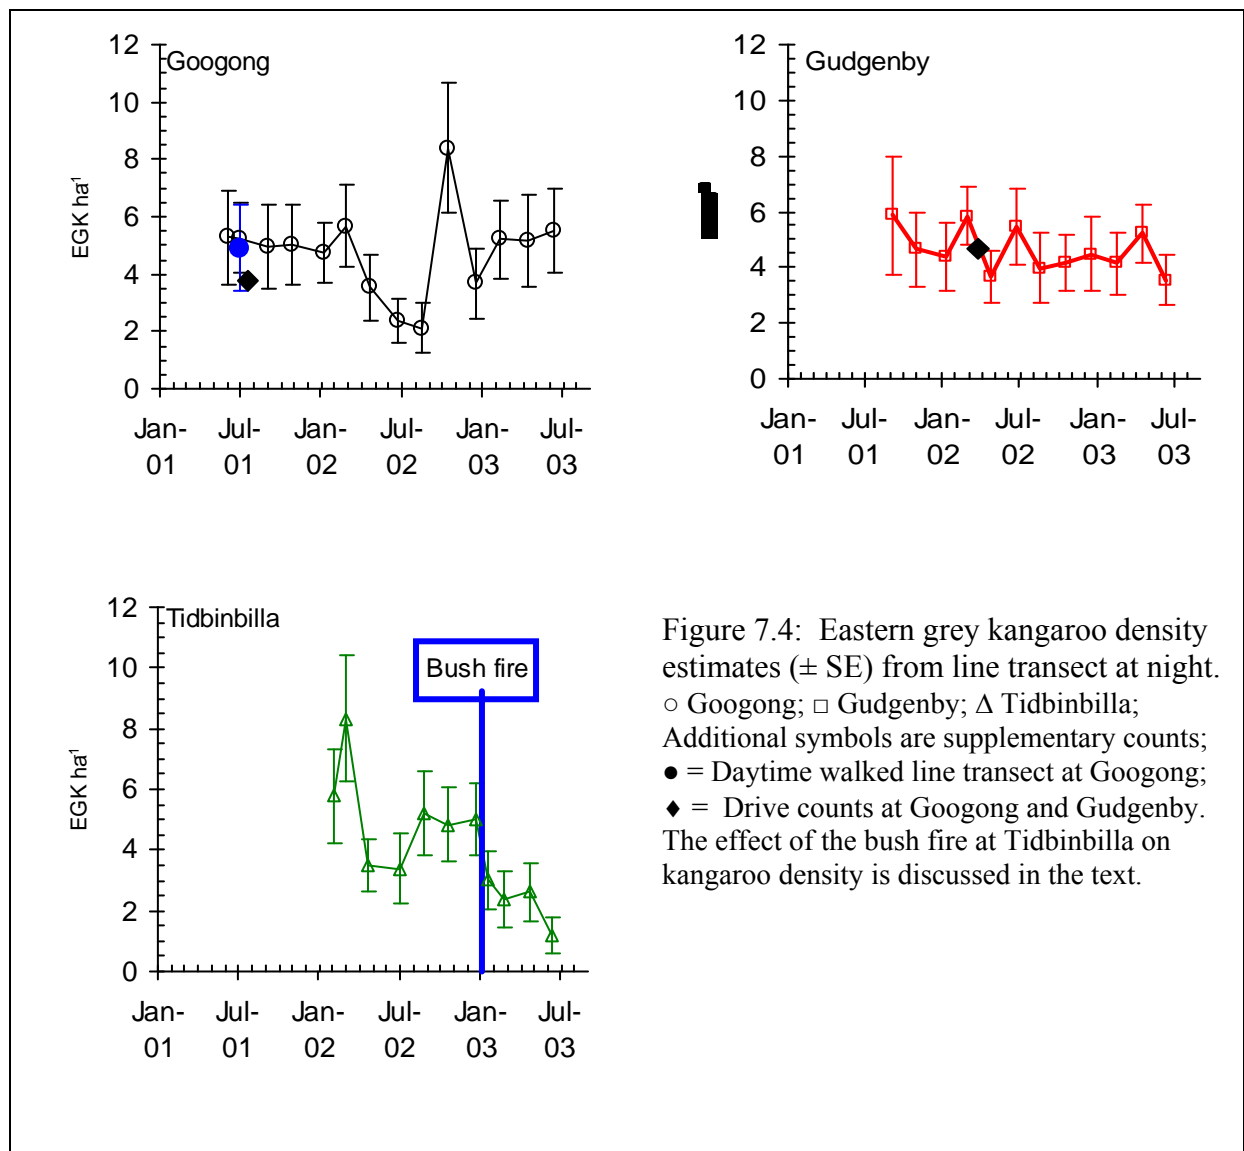 Googong
12
10
8
6
4
2
0
EGK ha¹
Jan-01 Jul-01 Jan-02 Jul-02 Jan-03 Jul-03
Gudgenby
12
10
8
6
4
2
0
Jan-01 Jul-01 Jan-02 Jul-02 Jan-03 Jul-03
Tidbinbilla
12
10
8
6
4
2
0
EGK ha¹
Bush fire
Jan-01 Jul-01 Jan-02 Jul-02 Jan-03 Jul-03
Figure 7.4: Eastern grey kangaroo density
estimates (± SE) from line transect at night.
○ Googong; □ Gudgenby; Δ Tidbinbilla;
Additional symbols are supplementary counts;
● = Daytime walked line transect at Googong;
♦ = Drive counts at Googong and Gudgenby.
The effect of the bush fire at Tidbinbilla on
kangaroo density is discussed in the text.